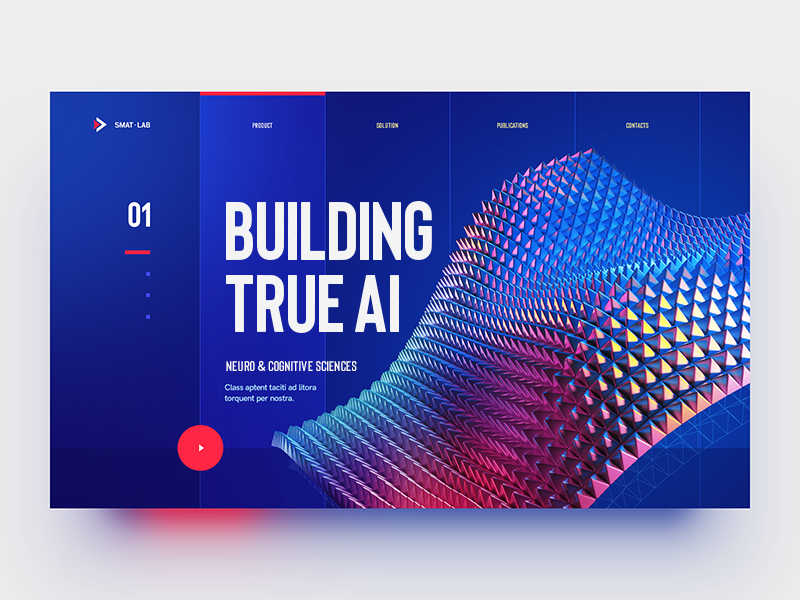 SMAT·LAB
PRODUCT
SOLUTION
PUBLICATIONS
CONTACTS
01
BUILDING
TRUE AI
NEURO & COGNITIVE SCIENCES
Class aptent taciti ad litora
torquent per nostra.